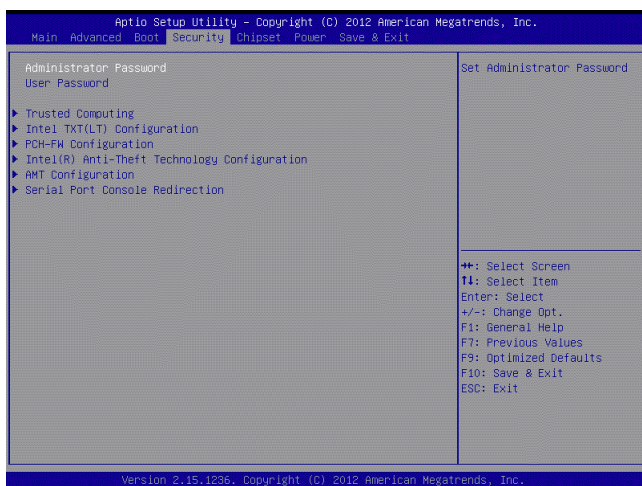 Aptio Setup Utility – Copyright (C) 2012 American Megatrends, Inc.
Main Advanced Boot Security Chipset Power Save & Exit
Administrator Password
User Password
▶ Trusted Computing
▶ Intel TXT(LT) Configuration
▶ PCH-FW Configuration
▶ Intel(R) Anti-Theft Technology Configuration
▶ AMT Configuration
▶ Serial Port Console Redirection
Set Administrator Password
→←: Select Screen
↑↓: Select Item
Enter: Select
+/-: Change Opt.
F1: General Help
F7: Previous Values
F9: Optimized Defaults
F10: Save & Exit
ESC: Exit
Version 2.15.1236. Copyright (C) 2012 American Megatrends, Inc.